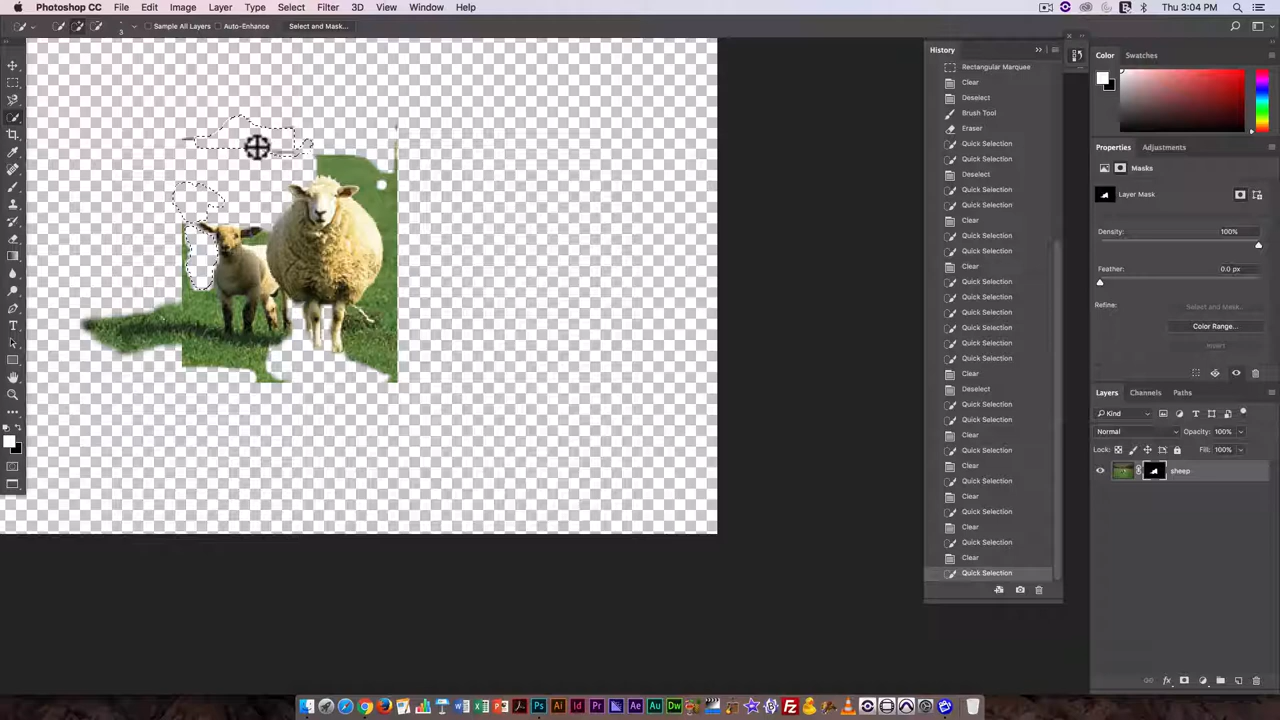 Photoshop CC File Edit Image Layer Type Select Filter 3D View Window Help Thu 3:04 PM
3 Sample All Layers Auto-Enhance Select and Mask...
History
Rectangular Marquee
Clear
Deselect
Brush Tool
Eraser
Quick Selection
Quick Selection
Deselect
Quick Selection
Quick Selection
Clear
Quick Selection
Quick Selection
Clear
Quick Selection
Quick Selection
Quick Selection
Quick Selection
Quick Selection
Quick Selection
Clear
Deselect
Quick Selection
Quick Selection
Clear
Quick Selection
Clear
Quick Selection
Clear
Quick Selection
Clear
Quick Selection
Clear
Quick Selection
Color Swatches
Properties Adjustments
Masks
Layer Mask
Density: 100%
Feather: 0.0 px
Refine: Select and Mask...
Color Range...
Invert
Layers Channels Paths
Kind
Normal Opacity: 100%
Lock: Fill: 100%
sheep